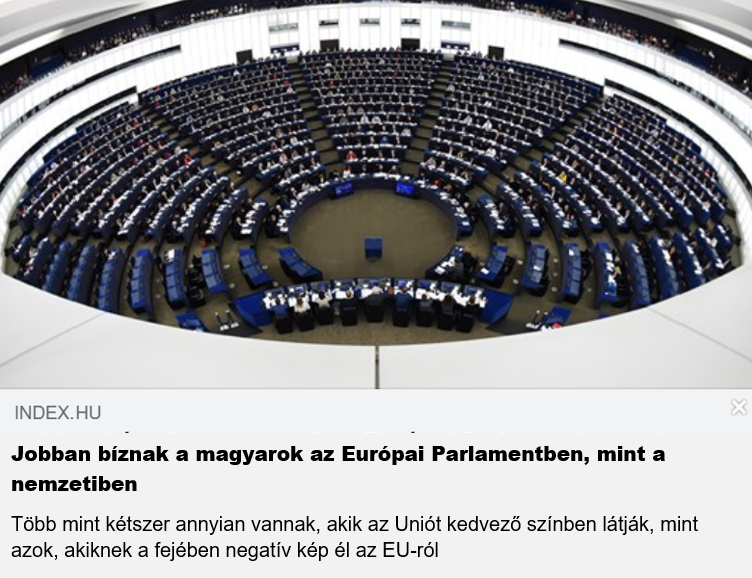 INDEX.HU
Jobban bíznak a magyarok az Európai Parlamentben, mint a
nemzetiben
Több mint kétszer annyian vannak, akik az Uniót kedvező színben látják, mint
azok, akiknek a fejében negatív kép él az EU-ról